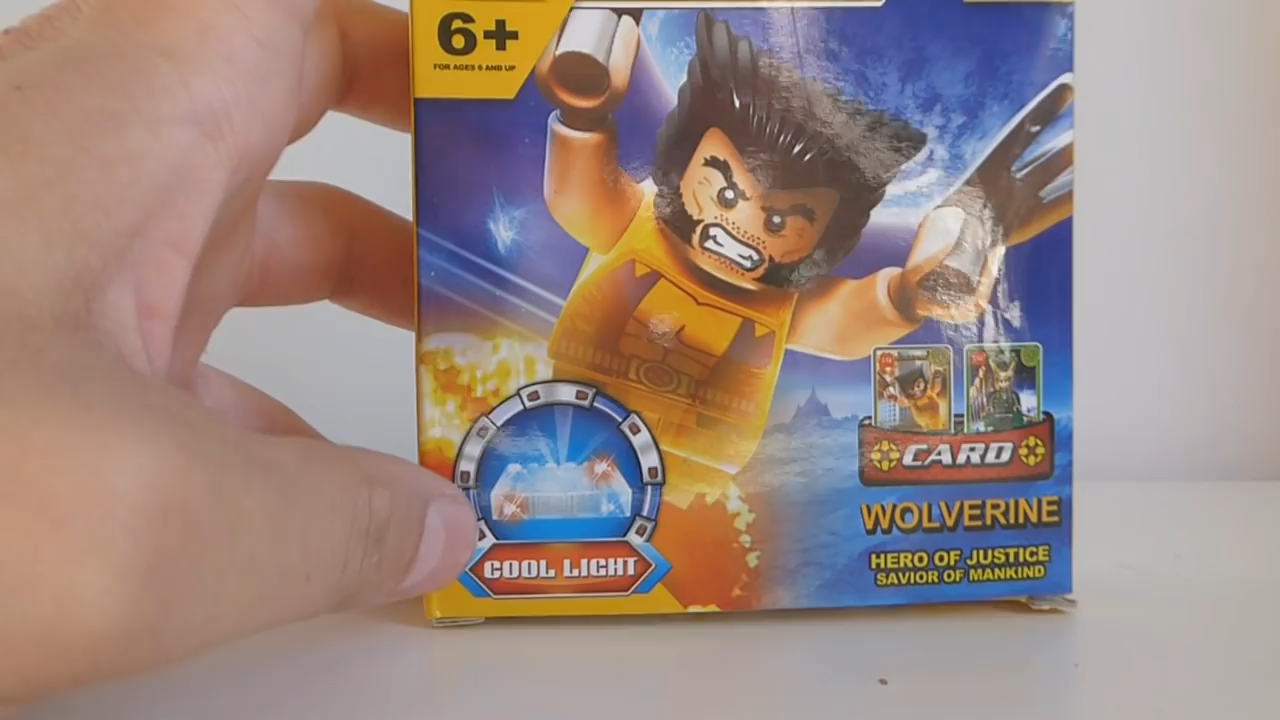 6+
FOR AGES 6 AND UP
CARD
WOLVERINE
HERO OF JUSTICE
SAVIOR OF MANKIND
COOL LIGHT